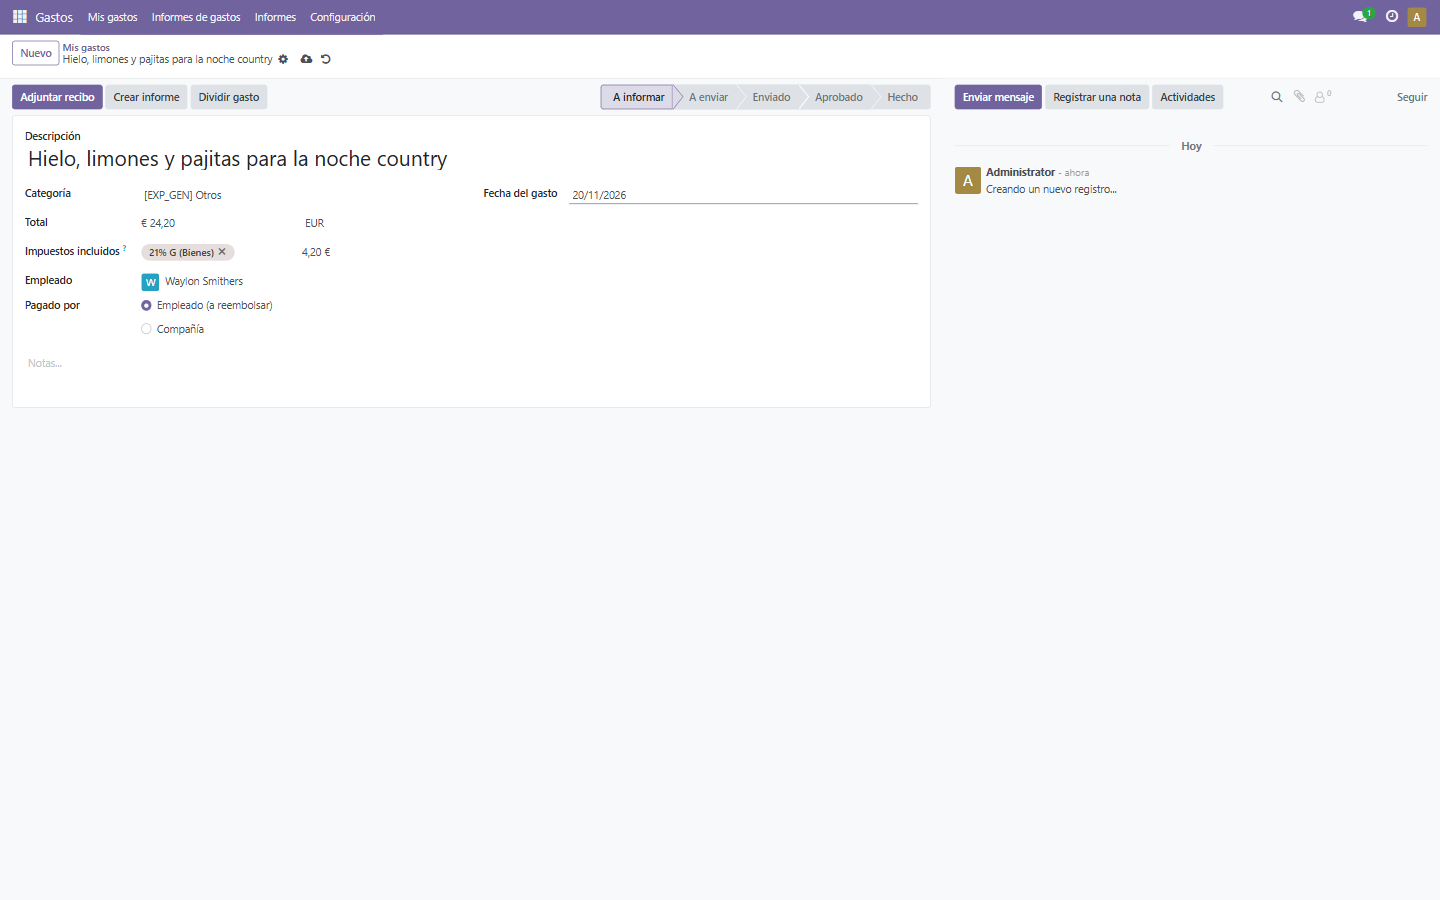 Gastos
Mis gastos
Informes de gastos
Informes
Configuración
1
A
Nuevo
Mis gastos
Hielo, limones y pajitas para la noche country
Adjuntar recibo
Crear informe
Dividir gasto
A informar
A enviar
Enviado
Aprobado
Hecho
Enviar mensaje
Registrar una nota
Actividades
0
Seguir
Descripción
Hielo, limones y pajitas para la noche country
Categoría
[EXP_GEN] Otros
Fecha del gasto
20/11/2026
Total
€ 24,20
EUR
Impuestos incluidos ?
21% G (Bienes)
4,20 €
Empleado
W
Waylon Smithers
Pagado por
Empleado (a reembolsar)
Compañía
Notas...
Hoy
A
Administrator - ahora
Creando un nuevo registro...